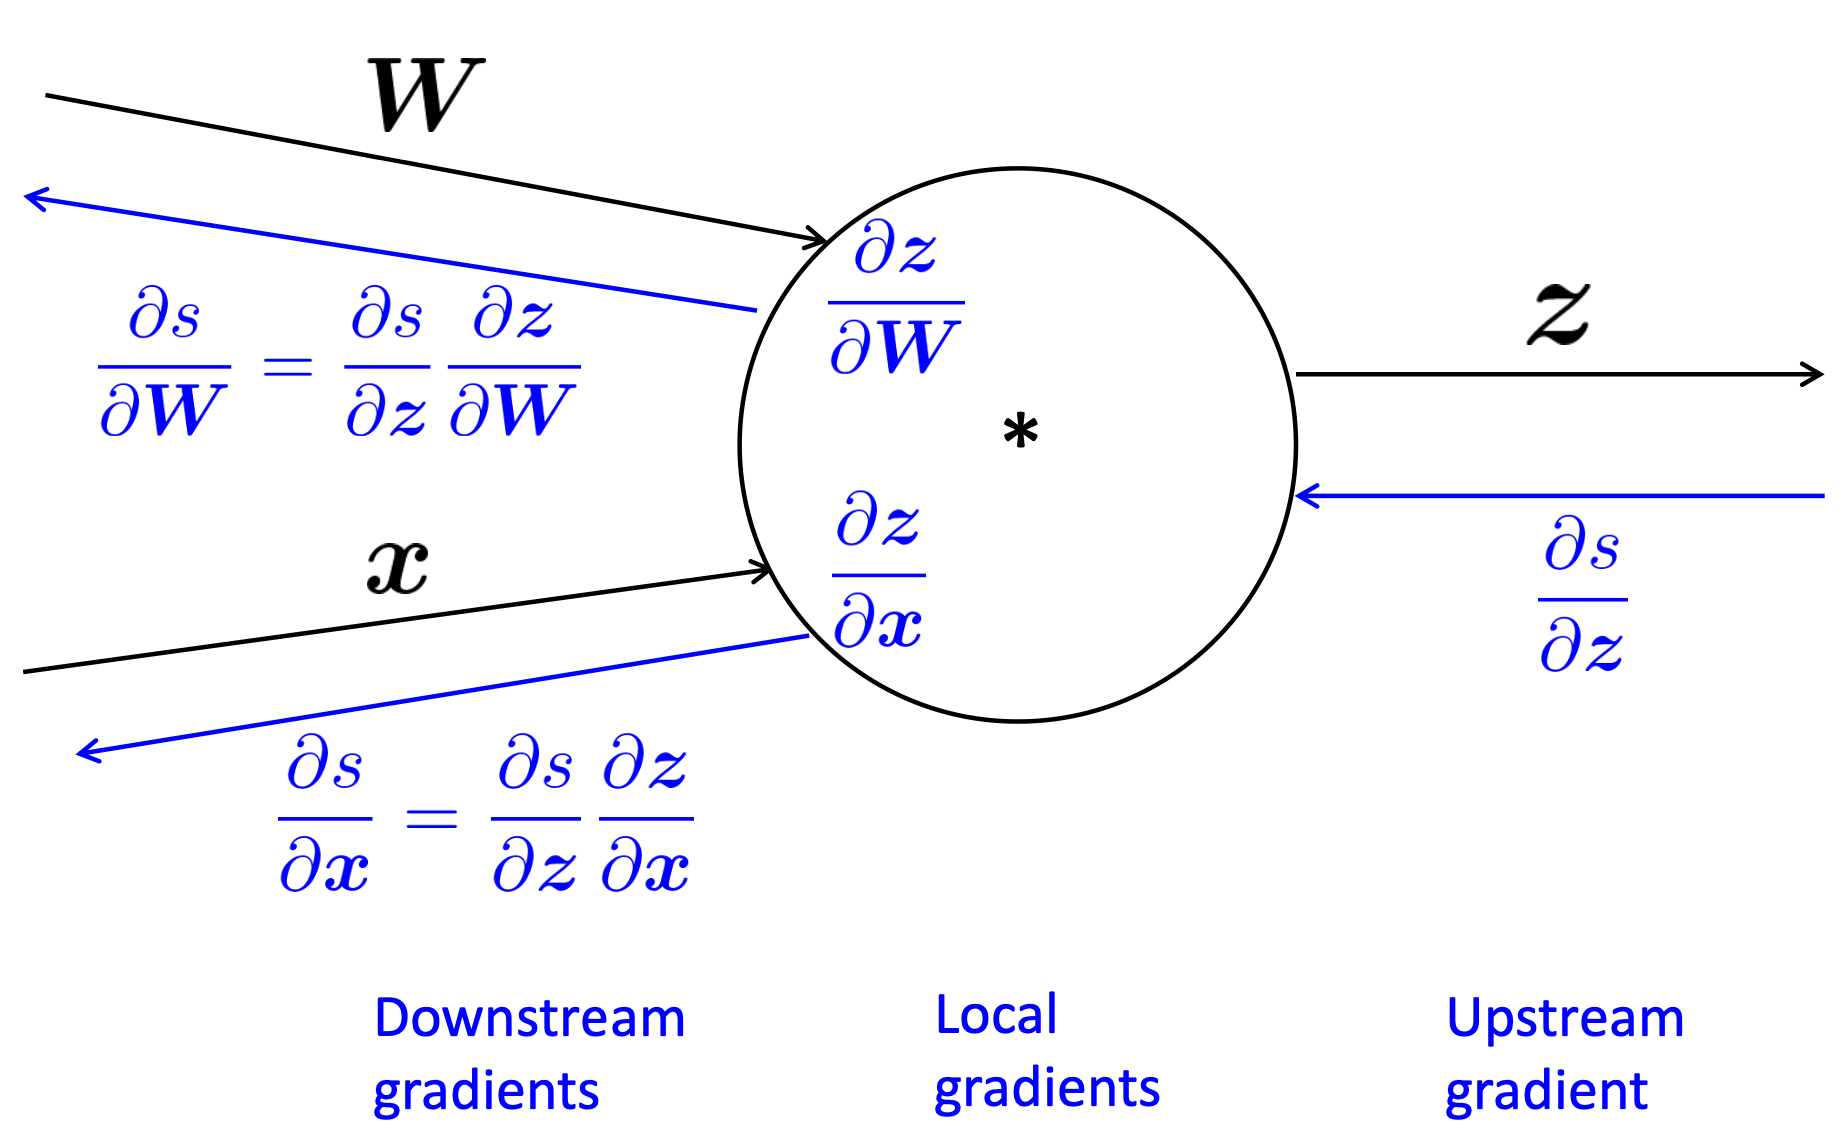 W
z
∂z/∂W
∂s/∂W = ∂s/∂z ∂z/∂W
*
x
∂z/∂x
∂s/∂z
∂s/∂x = ∂s/∂z ∂z/∂x
Downstream
gradients
Local
gradients
Upstream
gradient